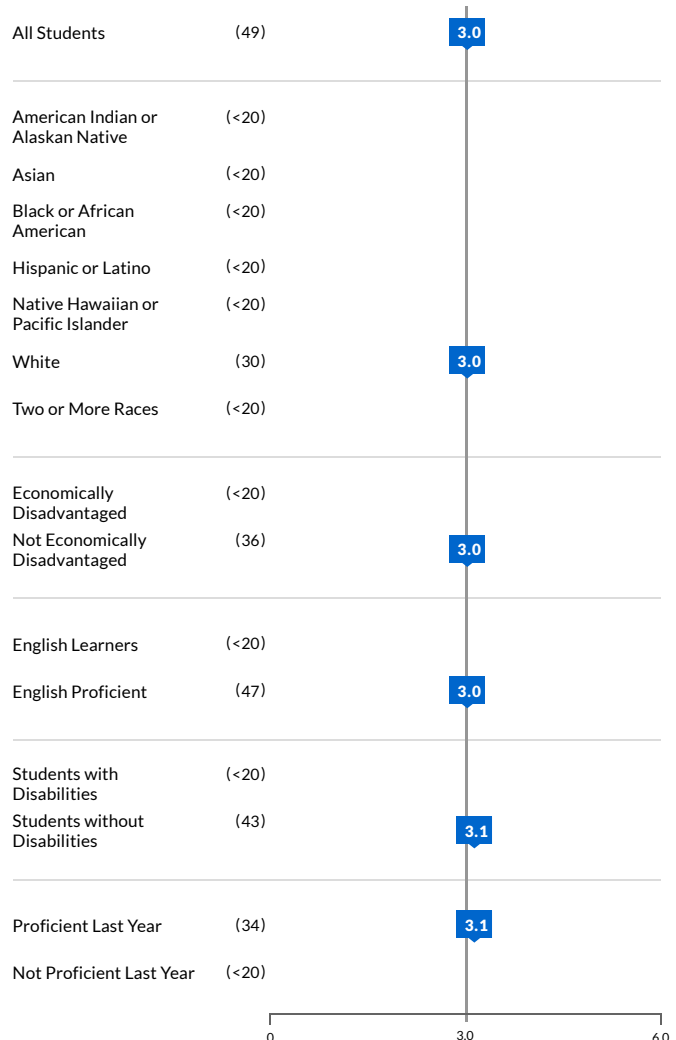 All Students (49) 3.0
American Indian or (<20)
Alaskan Native
Asian (<20)
Black or African (<20)
American
Hispanic or Latino (<20)
Native Hawaiian or (<20)
Pacific Islander
White (30) 3.0
Two or More Races (<20)
Economically (<20)
Disadvantaged
Not Economically (36) 3.0
Disadvantaged
English Learners (<20)
English Proficient (47) 3.0
Students with (<20)
Disabilities
Students without (43) 3.1
Disabilities
Proficient Last Year (34) 3.1
Not Proficient Last Year (<20)
0 3.0 6.0